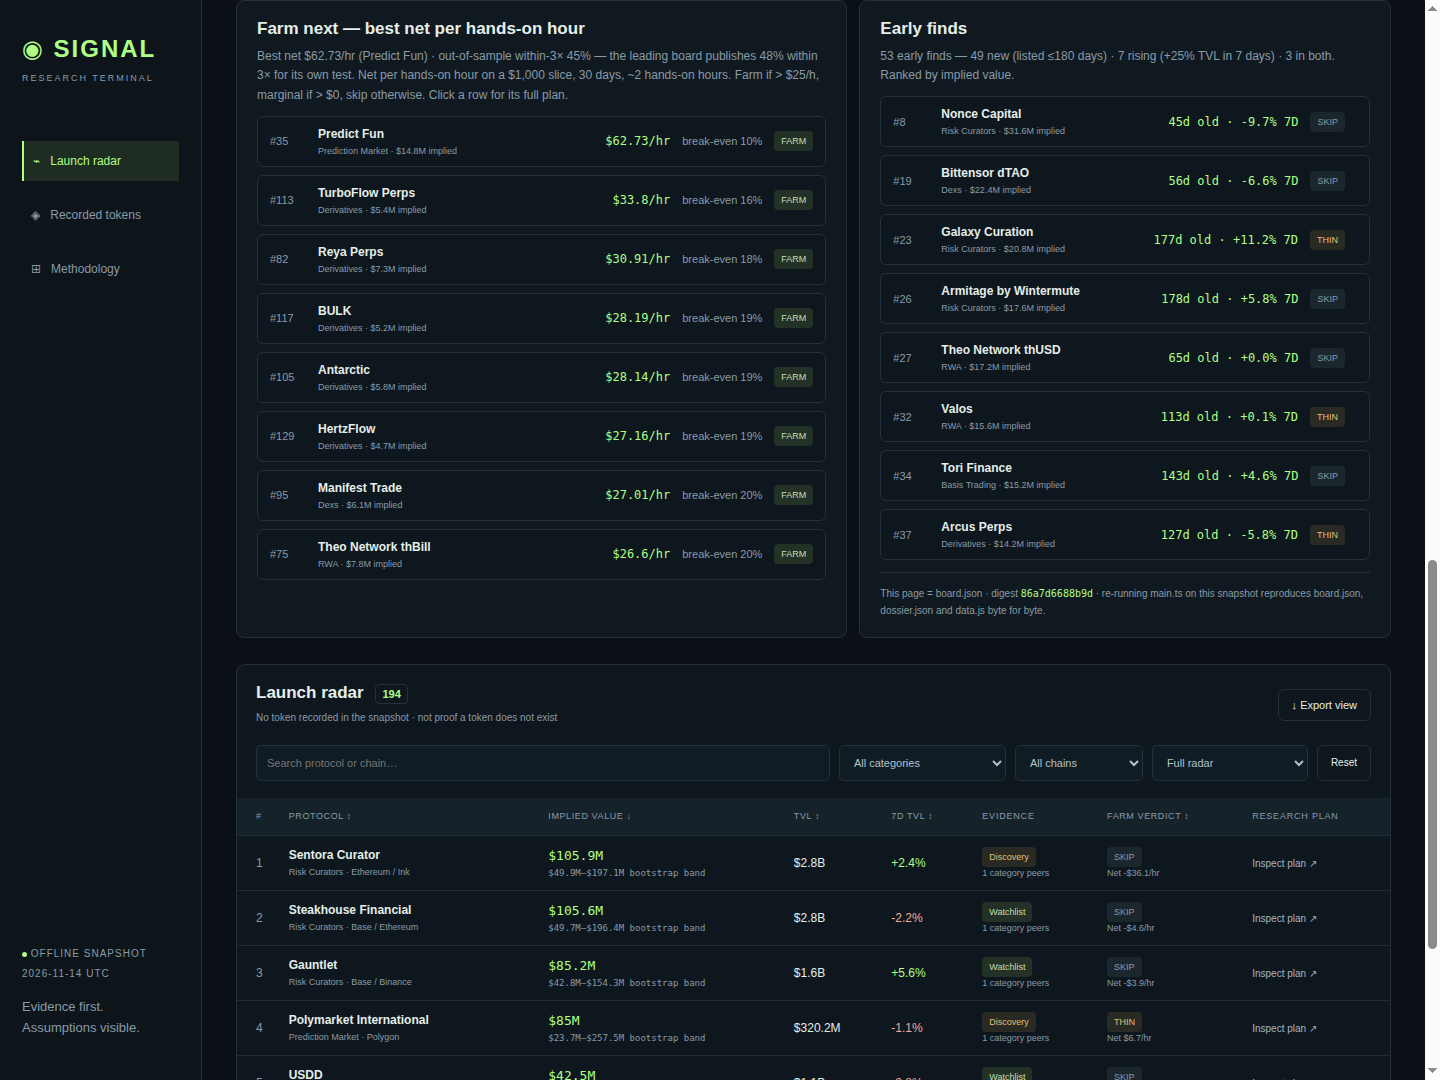 ◉ SIGNAL
RESEARCH TERMINAL
⌁ Launch radar
◈ Recorded tokens
⊞ Methodology
OFFLINE SNAPSHOT
2026-11-14 UTC
Evidence first.
Assumptions visible.
Farm next — best net per hands-on hour
Best net $62.73/hr (Predict Fun) · out-of-sample within-3× 45% — the leading board publishes 48% within
3× for its own test. Net per hands-on hour on a $1,000 slice, 30 days, ~2 hands-on hours. Farm if > $25/h,
marginal if > $0, skip otherwise. Click a row for its full plan.
#35 Predict Fun $62.73/hr break-even 10% FARM
Prediction Market · $14.8M implied
#113 TurboFlow Perps $33.8/hr break-even 16% FARM
Derivatives · $5.4M implied
#82 Reya Perps $30.91/hr break-even 18% FARM
Derivatives · $7.3M implied
#117 BULK $28.19/hr break-even 19% FARM
Derivatives · $5.2M implied
#105 Antarctic $28.14/hr break-even 19% FARM
Derivatives · $5.8M implied
#129 HertzFlow $27.16/hr break-even 19% FARM
Derivatives · $4.7M implied
#95 Manifest Trade $27.01/hr break-even 20% FARM
Dexs · $6.1M implied
#75 Theo Network thBill $26.6/hr break-even 20% FARM
RWA · $7.8M implied
Early finds
53 early finds — 49 new (listed ≤180 days) · 7 rising (+25% TVL in 7 days) · 3 in both.
Ranked by implied value.
#8 Nonce Capital 45d old · -9.7% 7D SKIP
Risk Curators · $31.6M implied
#19 Bittensor dTAO 56d old · -6.6% 7D SKIP
Dexs · $22.4M implied
#23 Galaxy Curation 177d old · +11.2% 7D THIN
Risk Curators · $20.8M implied
#26 Armitage by Wintermute 178d old · +5.8% 7D SKIP
Risk Curators · $17.6M implied
#27 Theo Network thUSD 65d old · +0.0% 7D SKIP
RWA · $17.2M implied
#32 Valos 113d old · +0.1% 7D THIN
RWA · $15.6M implied
#34 Tori Finance 143d old · +4.6% 7D SKIP
Basis Trading · $15.2M implied
#37 Arcus Perps 127d old · -5.8% 7D THIN
Derivatives · $14.2M implied
This page = board.json · digest 86a7d6688b9d · re-running main.ts on this snapshot reproduces board.json,
dossier.json and data.js byte for byte.
Launch radar 194
No token recorded in the snapshot · not proof a token does not exist
↓ Export view
Search protocol or chain… All categories All chains Full radar Reset
# PROTOCOL ↕ IMPLIED VALUE ↓ TVL ↕ 7D TVL ↕ EVIDENCE FARM VERDICT ↕ RESEARCH PLAN
1 Sentora Curator $105.9M $2.8B +2.4% Discovery SKIP Inspect plan ↗
Risk Curators · Ethereum / Ink $49.9M–$197.1M bootstrap band 1 category peers Net -$36.1/hr
2 Steakhouse Financial $105.6M $2.8B -2.2% Watchlist SKIP Inspect plan ↗
Risk Curators · Base / Ethereum $49.7M–$196.4M bootstrap band 1 category peers Net -$4.6/hr
3 Gauntlet $85.2M $1.6B +5.6% Watchlist SKIP Inspect plan ↗
Risk Curators · Base / Binance $42.8M–$154.3M bootstrap band 1 category peers Net -$3.9/hr
4 Polymarket International $85M $320.2M -1.1% Discovery THIN Inspect plan ↗
Prediction Market · Polygon $23.7M–$257.5M bootstrap band 1 category peers Net $6.7/hr
USDD $42.5M Watchlist SKIP